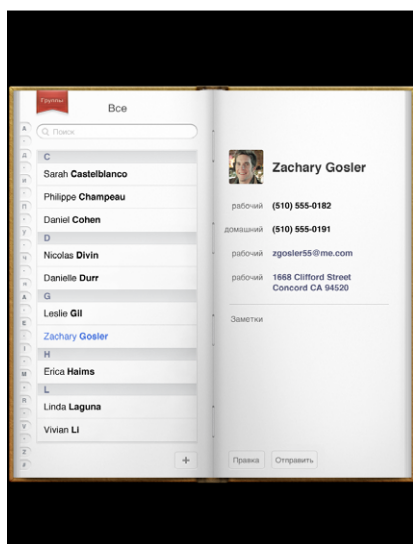 Группы
Все
Поиск
C
Sarah Castelblanco
Philippe Champeau
Daniel Cohen
D
Nicolas Divin
Danielle Durr
G
Leslie Gil
Zachary Gosler
H
Erica Haims
L
Linda Laguna
Vivian Li
+
А
Д
И
П
У
Ч
Я
A
E
I
M
R
V
Z
#
Zachary Gosler
рабочий (510) 555-0182
домашний (510) 555-0191
рабочий zgosler55@me.com
рабочий 1668 Clifford Street
Concord CA 94520
Заметки
Правка Отправить